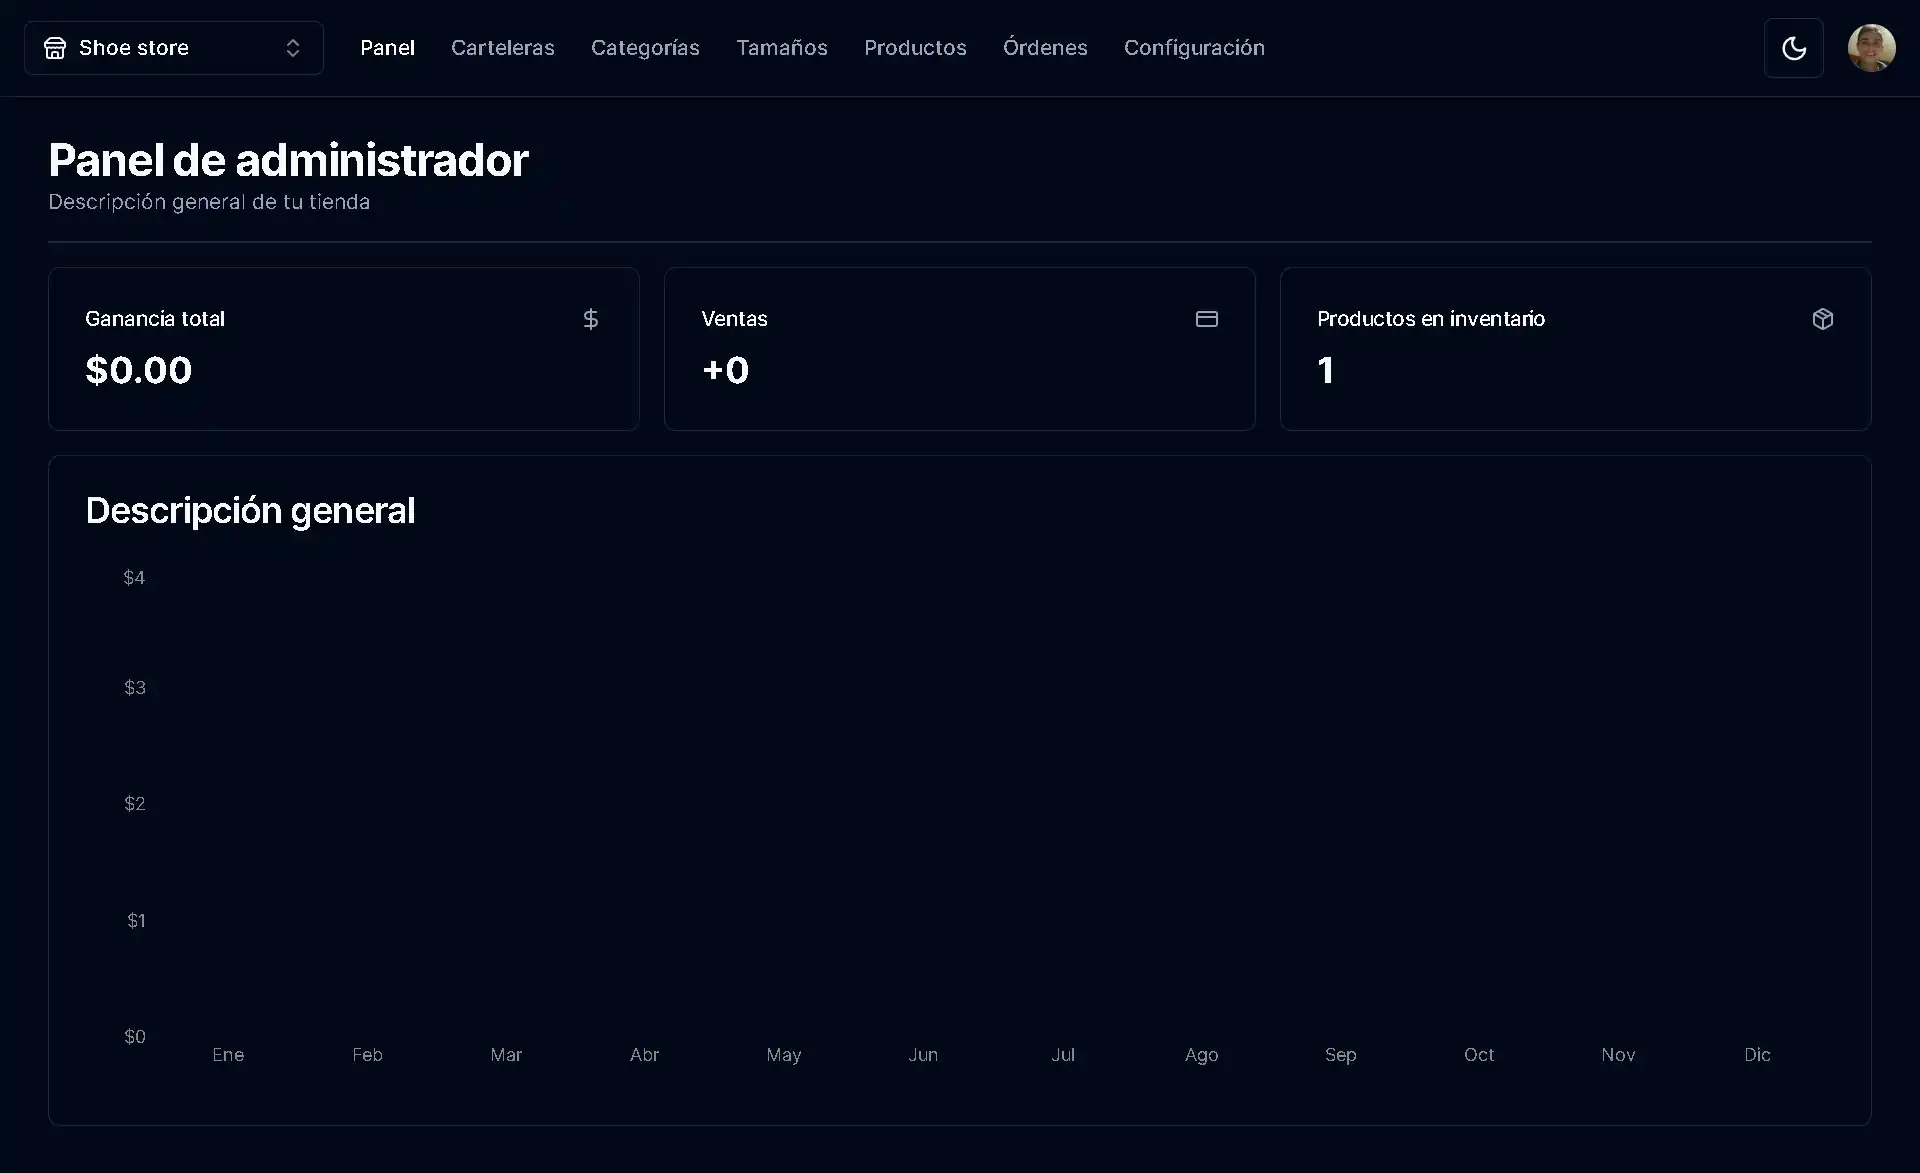 Shoe store Panel Carteleras Categorías Tamaños Productos Órdenes Configuración
Panel de administrador
Descripción general de tu tienda
Ganancia total
$0.00
Ventas
+0
Productos en inventario
1
Descripción general
$4
$3
$2
$1
$0
Ene Feb Mar Abr May Jun Jul Ago Sep Oct Nov Dic